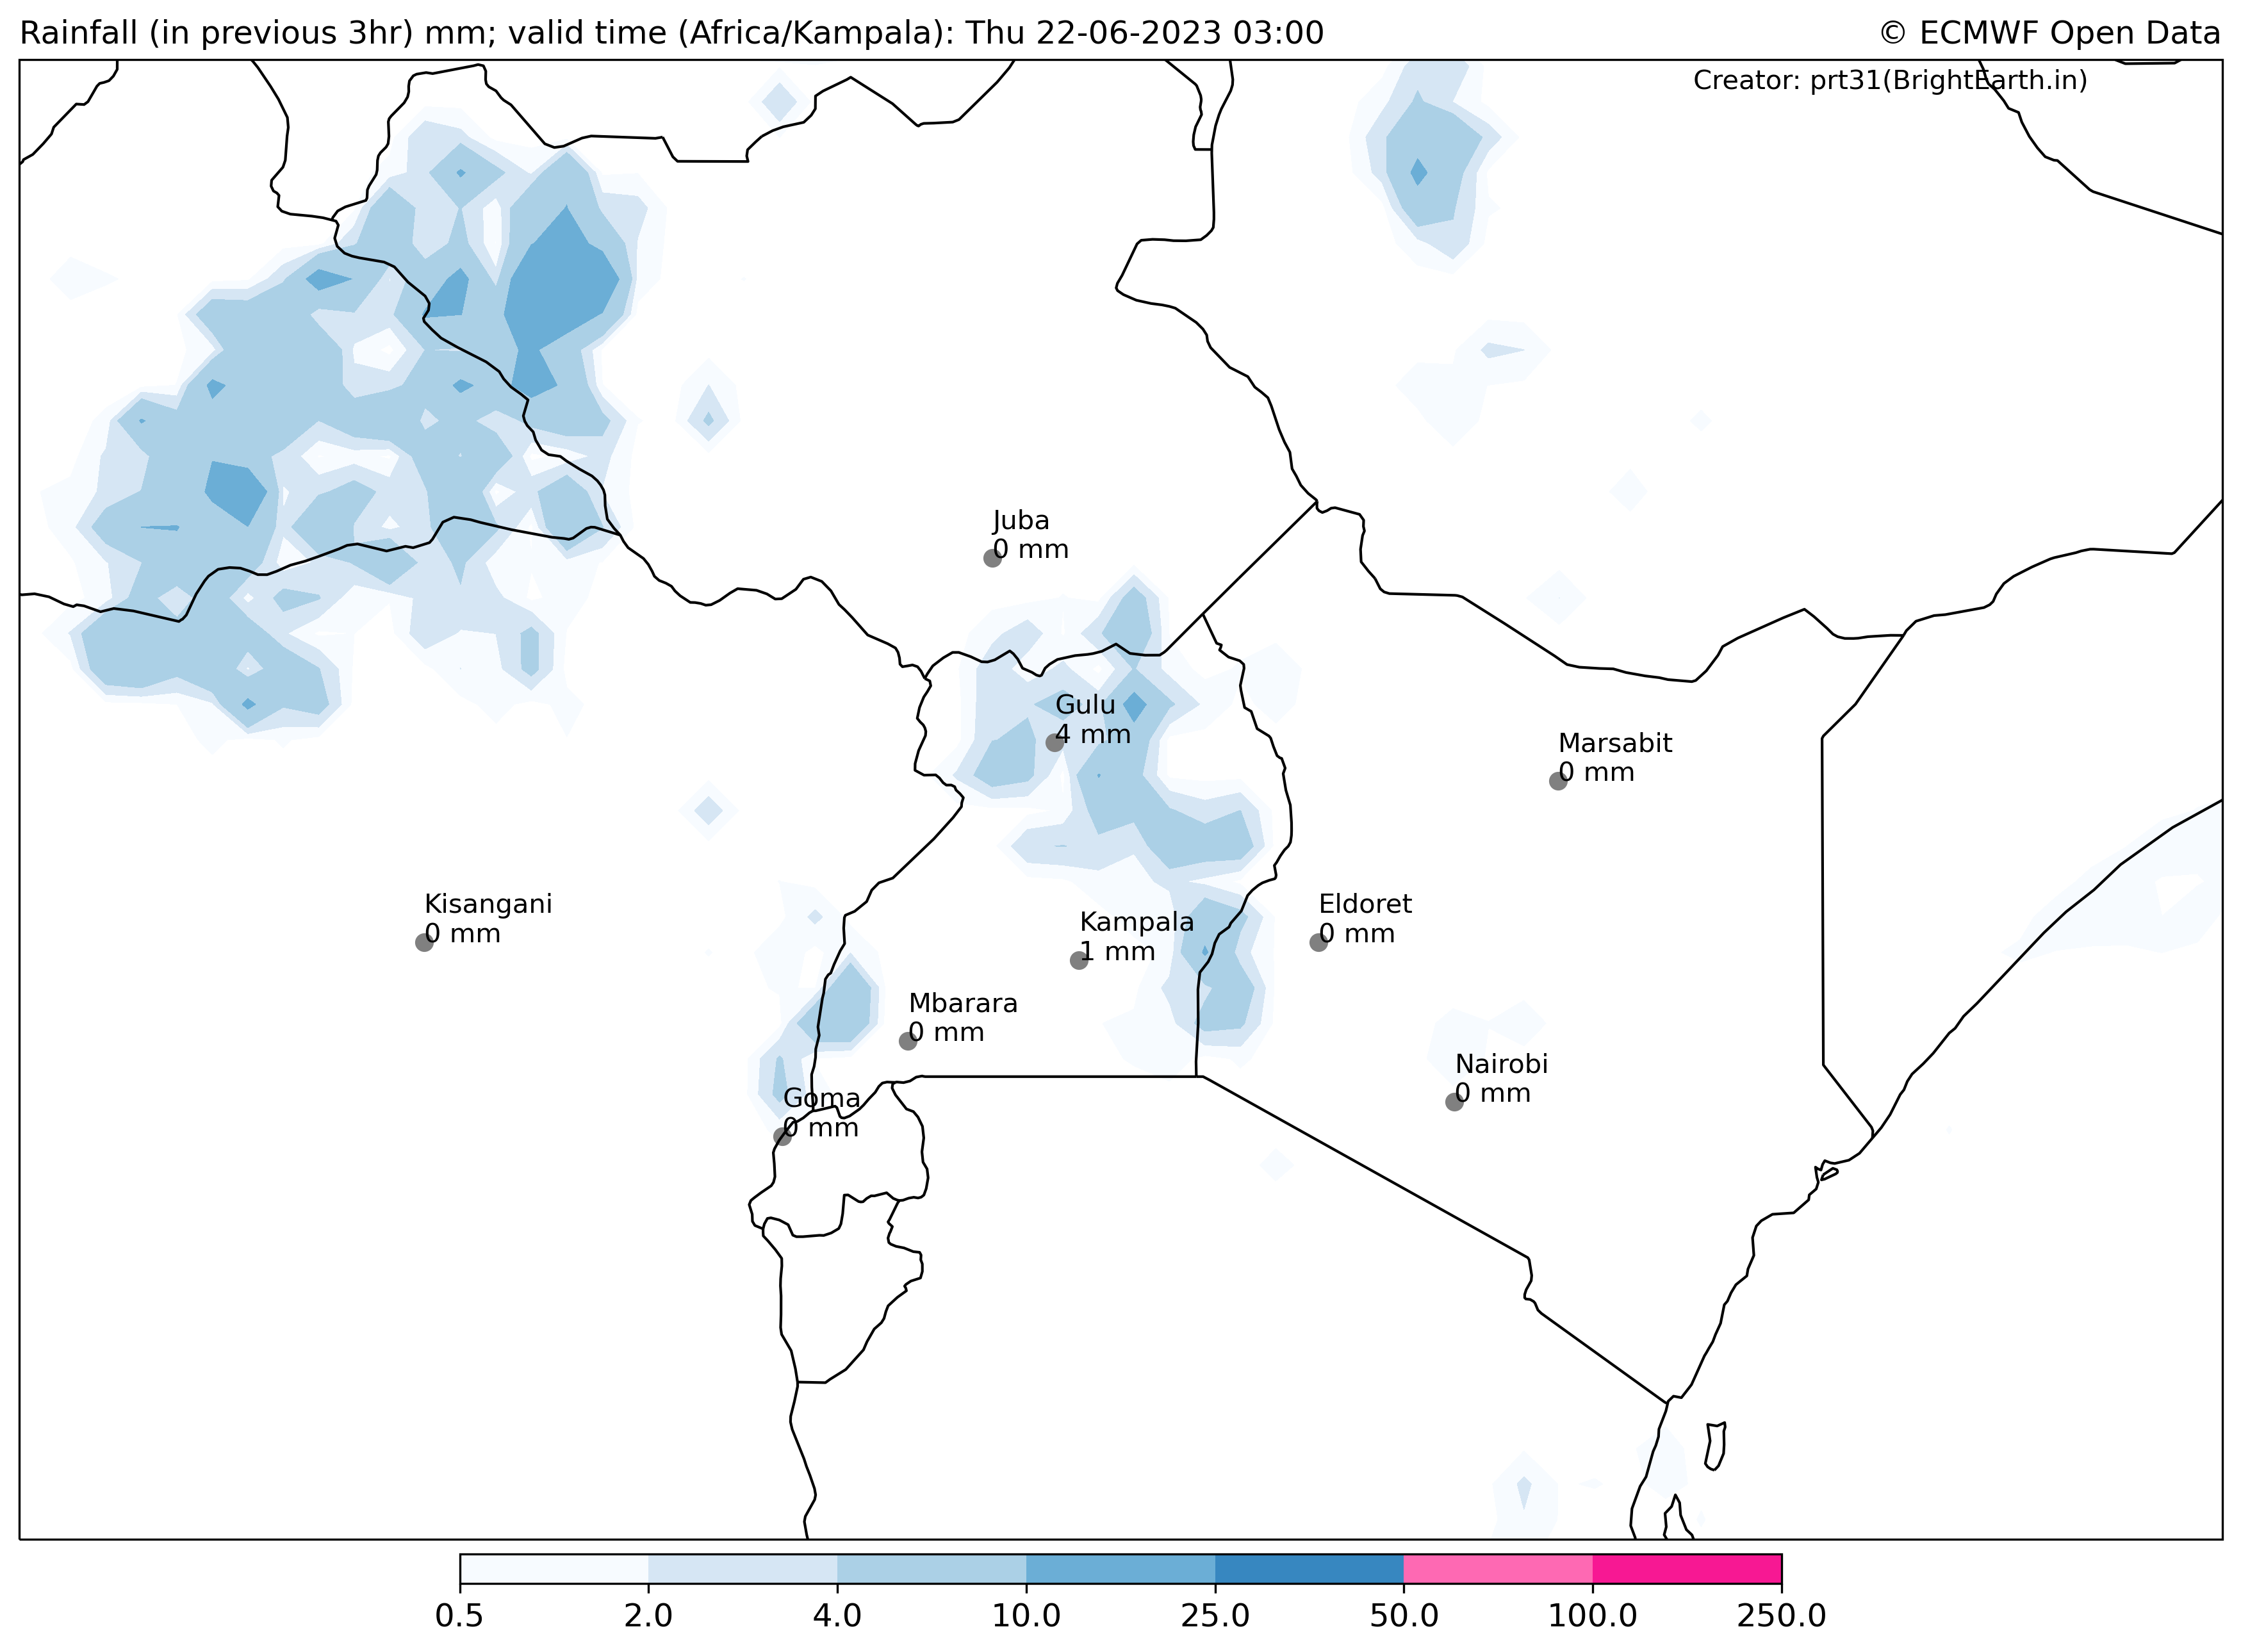 Rainfall (in previous 3hr) mm; valid time (Africa/Kampala): Thu 22-06-2023 03:00
© ECMWF Open Data
Creator: prt31(BrightEarth.in)
Juba
0 mm
Gulu
4 mm
Marsabit
0 mm
Kisangani
0 mm
Kampala
1 mm
Eldoret
0 mm
Mbarara
0 mm
Nairobi
0 mm
Goma
0 mm
0.5 2.0 4.0 10.0 25.0 50.0 100.0 250.0